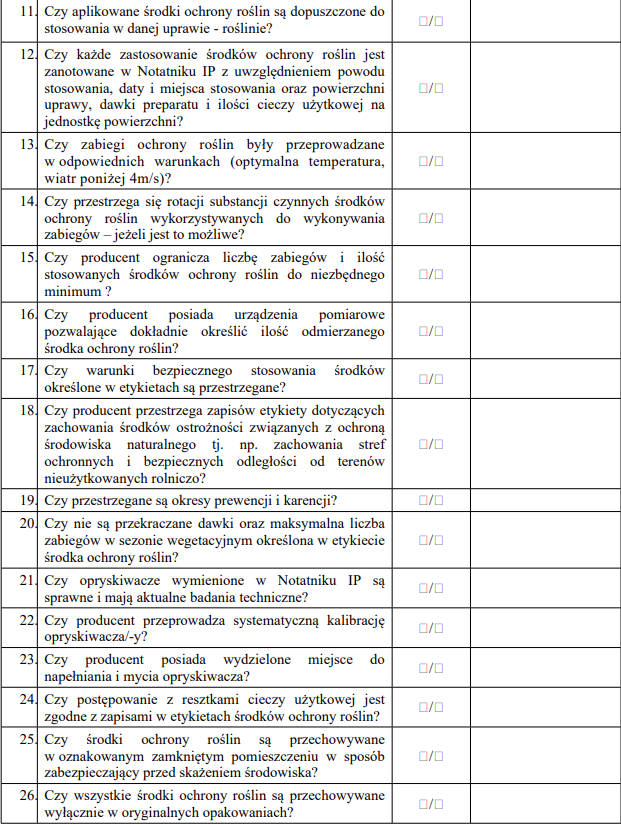 11. Czy aplikowane środki ochrony roślin są dopuszczone do
stosowania w danej uprawie - roślinie?
□/□
12. Czy każde zastosowanie środków ochrony roślin jest
zanotowane w Notatniku IP z uwzględnieniem powodu
stosowania, daty i miejsca stosowania oraz powierzchni
uprawy, dawki preparatu i ilości cieczy użytkowej na
jednostkę powierzchni?
□/□
13. Czy zabiegi ochrony roślin były przeprowadzane
w odpowiednich warunkach (optymalna temperatura,
wiatr poniżej 4m/s)?
□/□
14. Czy przestrzega się rotacji substancji czynnych środków
ochrony roślin wykorzystywanych do wykonywania
zabiegów – jeżeli jest to możliwe?
□/□
15. Czy producent ogranicza liczbę zabiegów i ilość
stosowanych środków ochrony roślin do niezbędnego
minimum ?
□/□
16. Czy producent posiada urządzenia pomiarowe
pozwalające dokładnie określić ilość odmierzanego
środka ochrony roślin?
□/□
17. Czy warunki bezpiecznego stosowania środków
określone w etykietach są przestrzegane?
□/□
18. Czy producent przestrzega zapisów etykiety dotyczących
zachowania środków ostrożności związanych z ochroną
środowiska naturalnego tj. np. zachowania stref
ochronnych i bezpiecznych odległości od terenów
nieużytkowanych rolniczo?
□/□
19. Czy przestrzegane są okresy prewencji i karencji?
□/□
20. Czy nie są przekraczane dawki oraz maksymalna liczba
zabiegów w sezonie wegetacyjnym określona w etykiecie
środka ochrony roślin?
□/□
21. Czy opryskiwacze wymienione w Notatniku IP są
sprawne i mają aktualne badania techniczne?
□/□
22. Czy producent przeprowadza systematyczną kalibrację
opryskiwacza/-y?
□/□
23. Czy producent posiada wydzielone miejsce do
napełniania i mycia opryskiwacza?
□/□
24. Czy postępowanie z resztkami cieczy użytkowej jest
zgodne z zapisami w etykietach środków ochrony roślin?
□/□
25. Czy środki ochrony roślin są przechowywane
w oznakowanym zamkniętym pomieszczeniu w sposób
zabezpieczający przed skażeniem środowiska?
□/□
26. Czy wszystkie środki ochrony roślin są przechowywane
wyłącznie w oryginalnych opakowaniach?
□/□